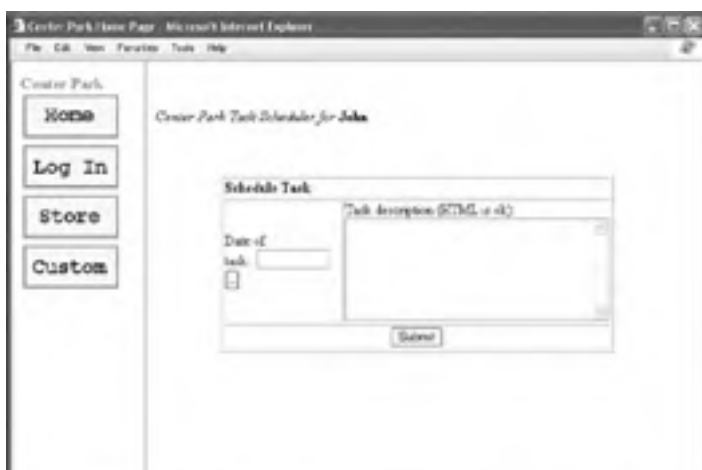 Center Park Home Page - Microsoft Internet Explorer
File Edit View Favorites Tools Help
Center Park
Home
Log In
Store
Custom
Center Park Task Scheduler for John
Schedule Task
Task description (HTML is ok)
Date of
task:
...
Submit